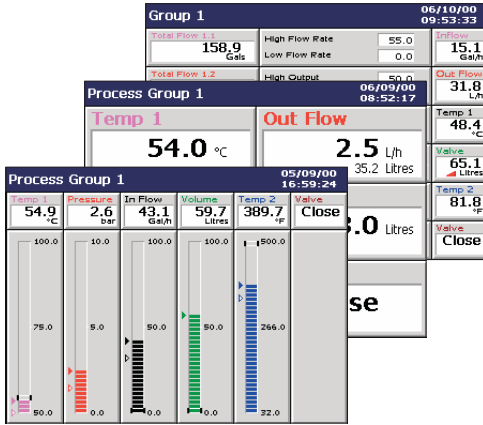 Group 1
06/10/00
09:53:33
Total Flow 1.1
158.9
Gals
High Flow Rate 55.0
Low Flow Rate 0.0
Inflow
15.1
Gal/h
Total Flow 1.2
High Output 50.0
Out Flow
31.8
L/h
Temp 1
48.4
°C
Valve
65.1
Litres
Temp 2
81.8
°F
Valve
Close
Process Group 1
06/09/00
08:52:17
Temp 1
54.0 °C
Out Flow
2.5 L/h
35.2 Litres
.0 Litres
se
Process Group 1
05/09/00
16:59:24
Temp 1
54.9
°C
Pressure
2.6
bar
In Flow
43.1
Gal/h
Volume
59.7
Litres
Temp 2
389.7
°F
Valve
Close
100.0 10.0 100.0 100.0 500.0
75.0 5.0 50.0 50.0 266.0
50.0 0.0 0.0 0.0 32.0